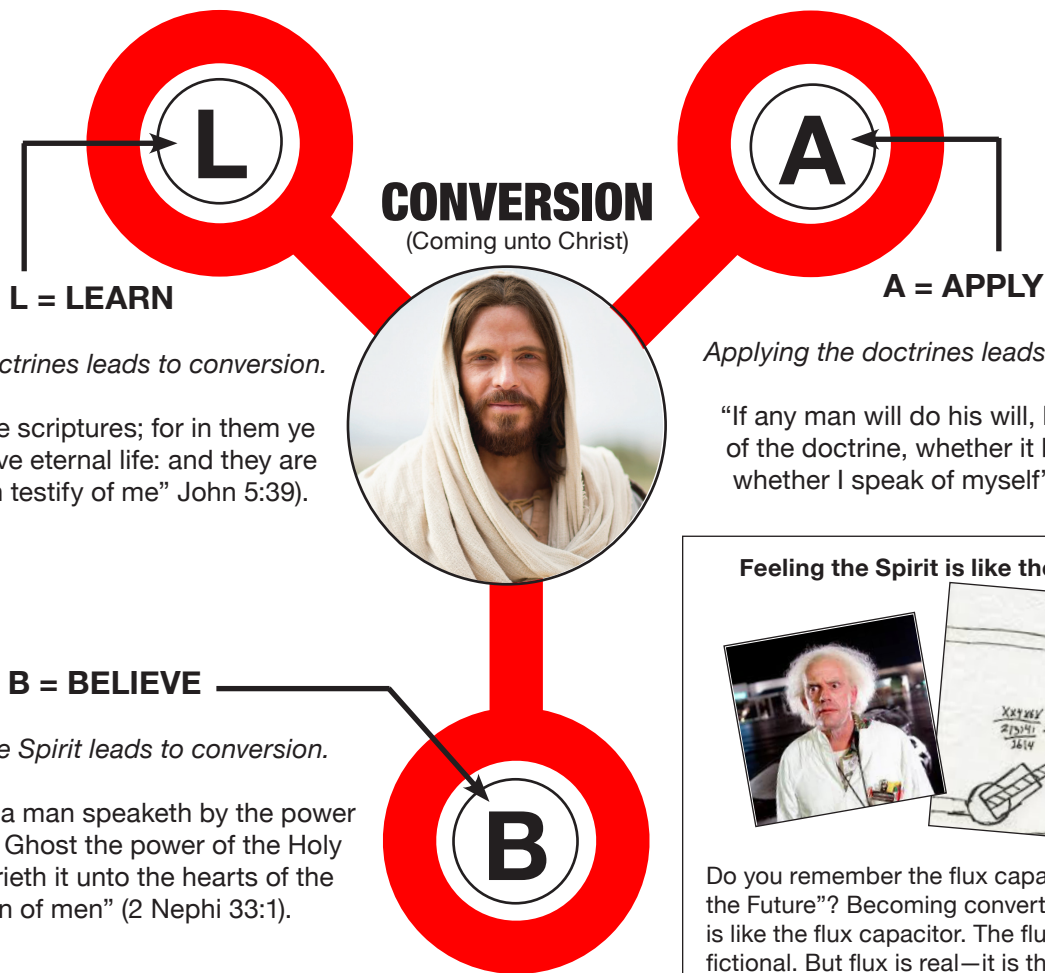 L
A
CONVERSION
(Coming unto Christ)
L = LEARN
octrines leads to conversion.
e scriptures; for in them ye
ve eternal life: and they are
testify of me” John 5:39).
A = APPLY
Applying the doctrines leads
“If any man will do his will, 
of the doctrine, whether it
whether I speak of myself”
B = BELIEVE
e Spirit leads to conversion.
a man speaketh by the power
Ghost the power of the Holy
rieth it unto the hearts of the
n of men” (2 Nephi 33:1).
B
Feeling the Spirit is like the
Do you remember the flux capa
the Future”? Becoming convert
is like the flux capacitor. The flu
fictional. But flux is real—it is th